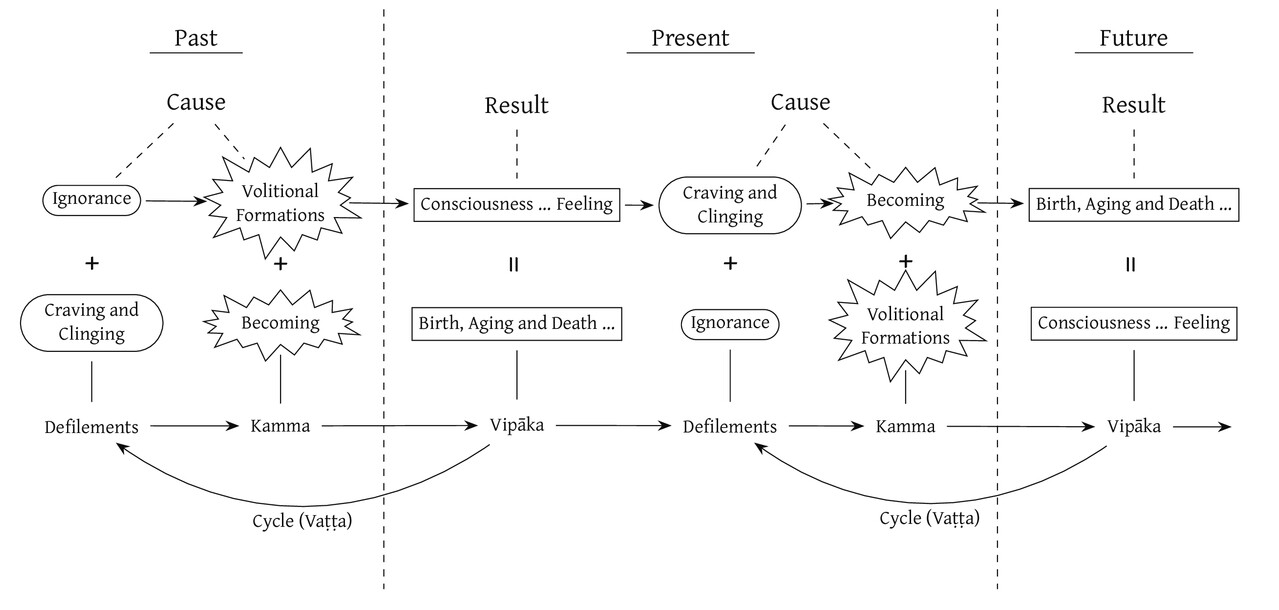 Past
Present
Future
Cause
Result
Cause
Result
Ignorance
Volitional
Formations
Consciousness ... Feeling
Craving and
Clinging
Becoming
Birth, Aging and Death ...
+
+
=
+
+
=
Craving and
Clinging
Becoming
Birth, Aging and Death ...
Ignorance
Volitional
Formations
Consciousness ... Feeling
Defilements
Kamma
Vipāka
Defilements
Kamma
Vipāka
Cycle (Vaṭṭa)
Cycle (Vaṭṭa)